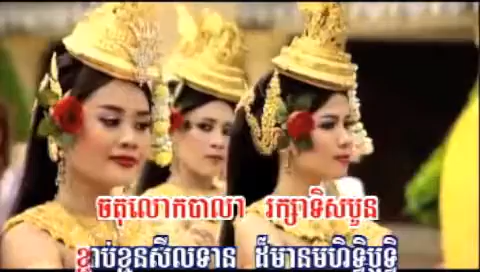 ចតុលោកបាលា រក្សាទិសបួន
ខ្ជាប់ខ្ជួនសីលទាន ដ៏មានមហិទ្ធិឫទ្ធិ